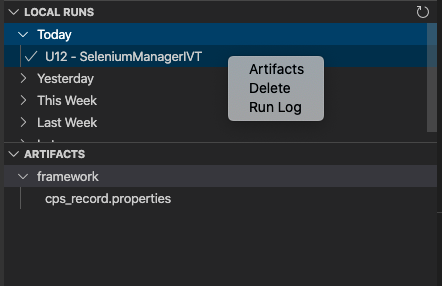 LOCAL RUNS
Today
U12 - SeleniumManagerIVT
Artifacts
Delete
Run Log
Yesterday
This Week
Last Week
ARTIFACTS
framework
cps_record.properties